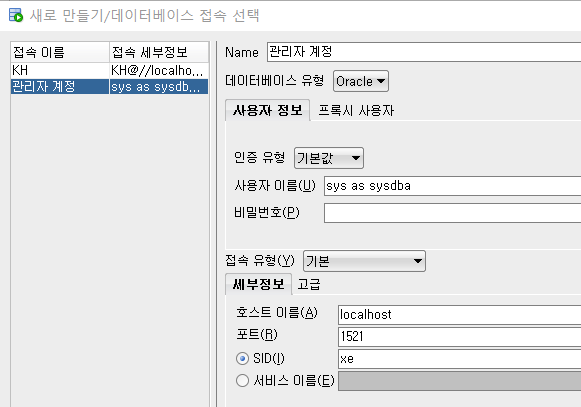 새로 만들기/데이터베이스 접속 선택
접속 이름 접속 세부정보
KH KH@//localho...
관리자 계정 sys as sysdb...
Name 관리자 계정
데이터베이스 유형 Oracle
사용자 정보 프록시 사용자
인증 유형 기본값
사용자 이름(U) sys as sysdba
비밀번호(P)
접속 유형(Y) 기본
세부정보 고급
호스트 이름(A) localhost
포트(R) 1521
SID(I) xe
서비스 이름(E)